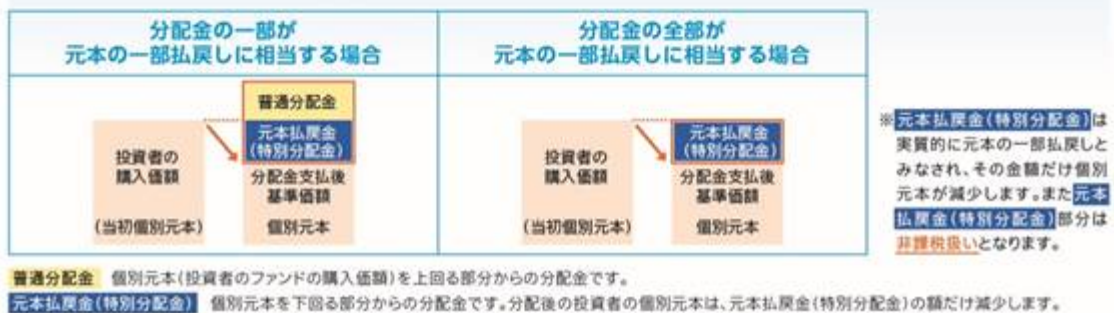 分配金の一部が
元本の一部払戻しに相当する場合
分配金の全部が
元本の一部払戻しに相当する場合
普通分配金
元本払戻金
(特別分配金)
投資者の
購入価額
(当初個別元本)
分配金支払後
基準価額
個別元本
元本払戻金
(特別分配金)
投資者の
購入価額
(当初個別元本)
分配金支払後
基準価額
個別元本
※元本払戻金(特別分配金)は
実質的に元本の一部払戻しと
みなされ、その金額だけ個別
元本が減少します。また元本
払戻金(特別分配金)部分は
非課税扱いとなります。
普通分配金 個別元本(投資者のファンドの購入価額)を上回る部分からの分配金です。
元本払戻金(特別分配金) 個別元本を下回る部分からの分配金です。分配後の投資者の個別元本は、元本払戻金(特別分配金)の額だけ減少します。